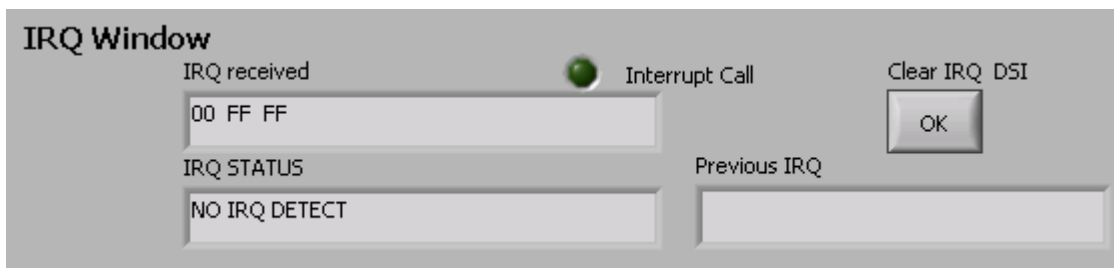 IRQ Window
IRQ received
Interrupt Call
Clear IRQ DSI
00 FF FF
OK
IRQ STATUS
Previous IRQ
NO IRQ DETECT